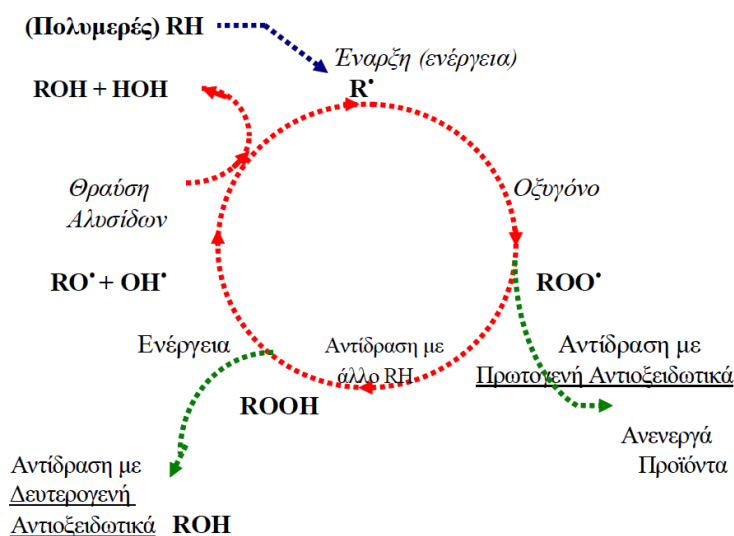 (Πολυμερές) RH
Έναρξη (ενέργεια)
R•
ROH + HOH
Θραύση
Αλυσίδων
Οξυγόνο
RO• + OH•
ROO•
Ενέργεια
Αντίδραση με
άλλο RH
Αντίδραση με
Πρωτογενή Αντιοξειδωτικά
ROOH
Ανενεργά
Προϊόντα
Αντίδραση με
Δευτερογενή
Αντιοξειδωτικά ROH